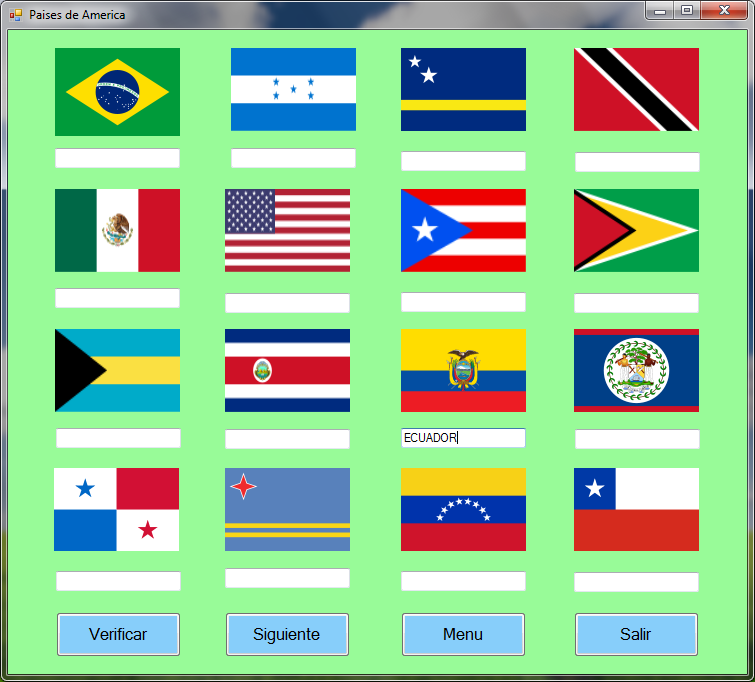 Paises de America
ECUADOR
Verificar
Siguiente
Menu
Salir